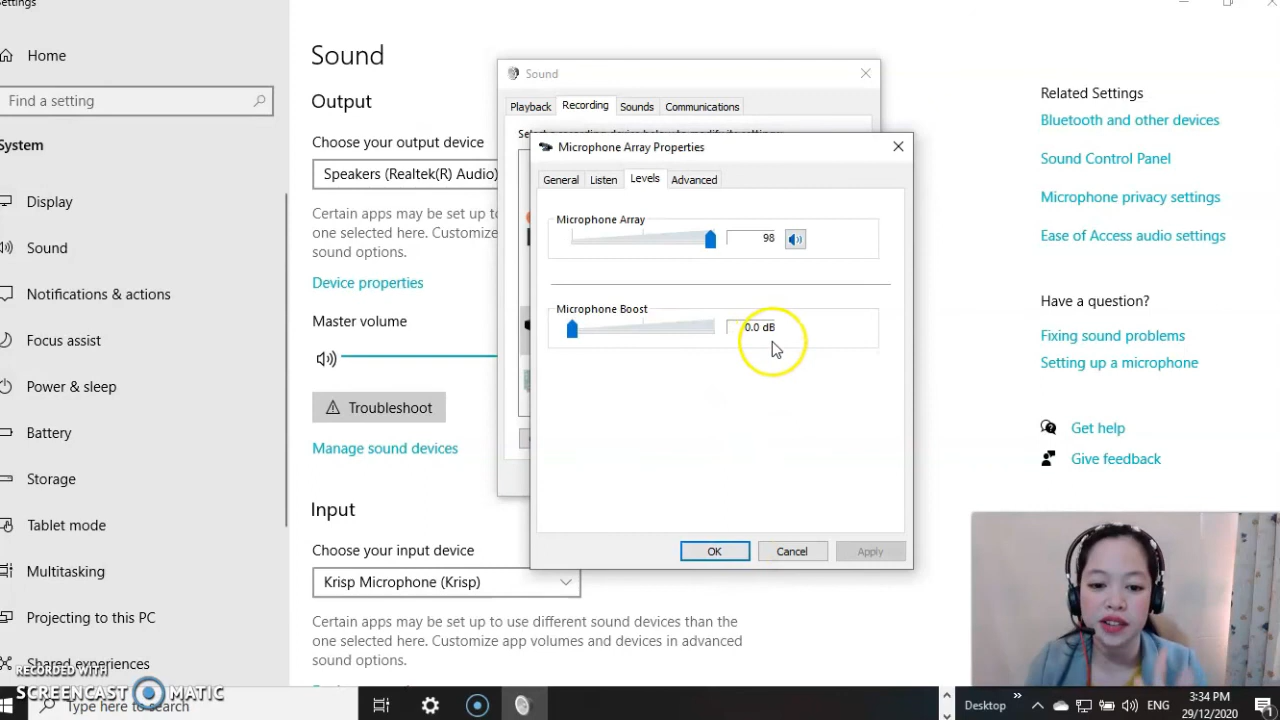 Settings
Home
Find a setting
System
Display
Sound
Notifications & actions
Focus assist
Power & sleep
Battery
Storage
Tablet mode
Multitasking
Projecting to this PC
Shared experiences
Sound
Output
Choose your output device
Speakers (Realtek(R) Audio)
Certain apps may be set up to
one selected here. Customize
sound options.
Device properties
Master volume
Troubleshoot
Manage sound devices
Input
Choose your input device
Krisp Microphone (Krisp)
Certain apps may be set up to use different sound devices than the
one selected here. Customize app volumes and devices in advanced
sound options.
Sound
Playback
Recording
Sounds
Communications
Microphone Array Properties
General
Listen
Levels
Advanced
Microphone Array
98
Microphone Boost
0.0 dB
OK
Cancel
Apply
Related Settings
Bluetooth and other devices
Sound Control Panel
Microphone privacy settings
Ease of Access audio settings
Have a question?
Fixing sound problems
Setting up a microphone
Get help
Give feedback
RECORDED WITH
SCREENCAST MATIC
Type here to search
Desktop
ENG
3:34 PM
29/12/2020
1